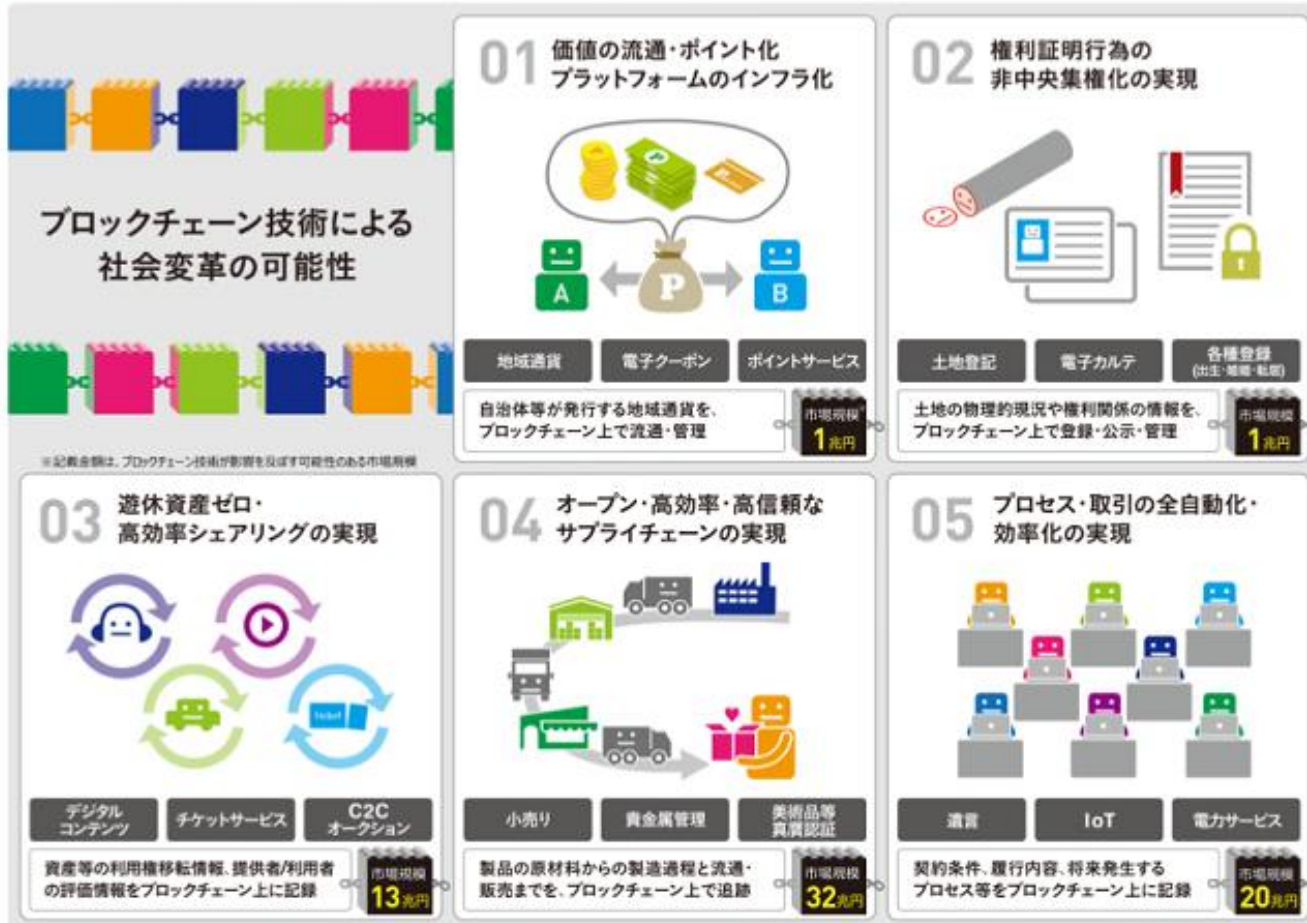 ブロックチェーン技術による
社会変革の可能性
※記載金額は、ブロックチェーン技術が影響を及ぼす可能性のある市場規模
01
価値の流通・ポイント化
プラットフォームのインフラ化
P
A
P
B
地域通貨
電子クーポン
ポイントサービス
自治体等が発行する地域通貨を、
ブロックチェーン上で流通・管理
市場規模
1兆円
02
権利証明行為の
非中央集権化の実現
土地登記
電子カルテ
各種登録
(出生・婚姻・転居)
土地の物理的現況や権利関係の情報を、
ブロックチェーン上で登録・公示・管理
市場規模
1兆円
03
遊休資産ゼロ・
高効率シェアリングの実現
ticket
デジタル
コンテンツ
チケットサービス
C2C
オークション
資産等の利用権移転情報、提供者/利用者
の評価情報をブロックチェーン上に記録
市場規模
13兆円
04
オープン・高効率・高信頼な
サプライチェーンの実現
小売り
貴金属管理
美術品等
真贋認証
製品の原材料からの製造過程と流通・
販売までを、ブロックチェーン上で追跡
市場規模
32兆円
05
プロセス・取引の全自動化・
効率化の実現
遺言
IoT
電力サービス
契約条件、履行内容、将来発生する
プロセス等をブロックチェーン上に記録
市場規模
20兆円